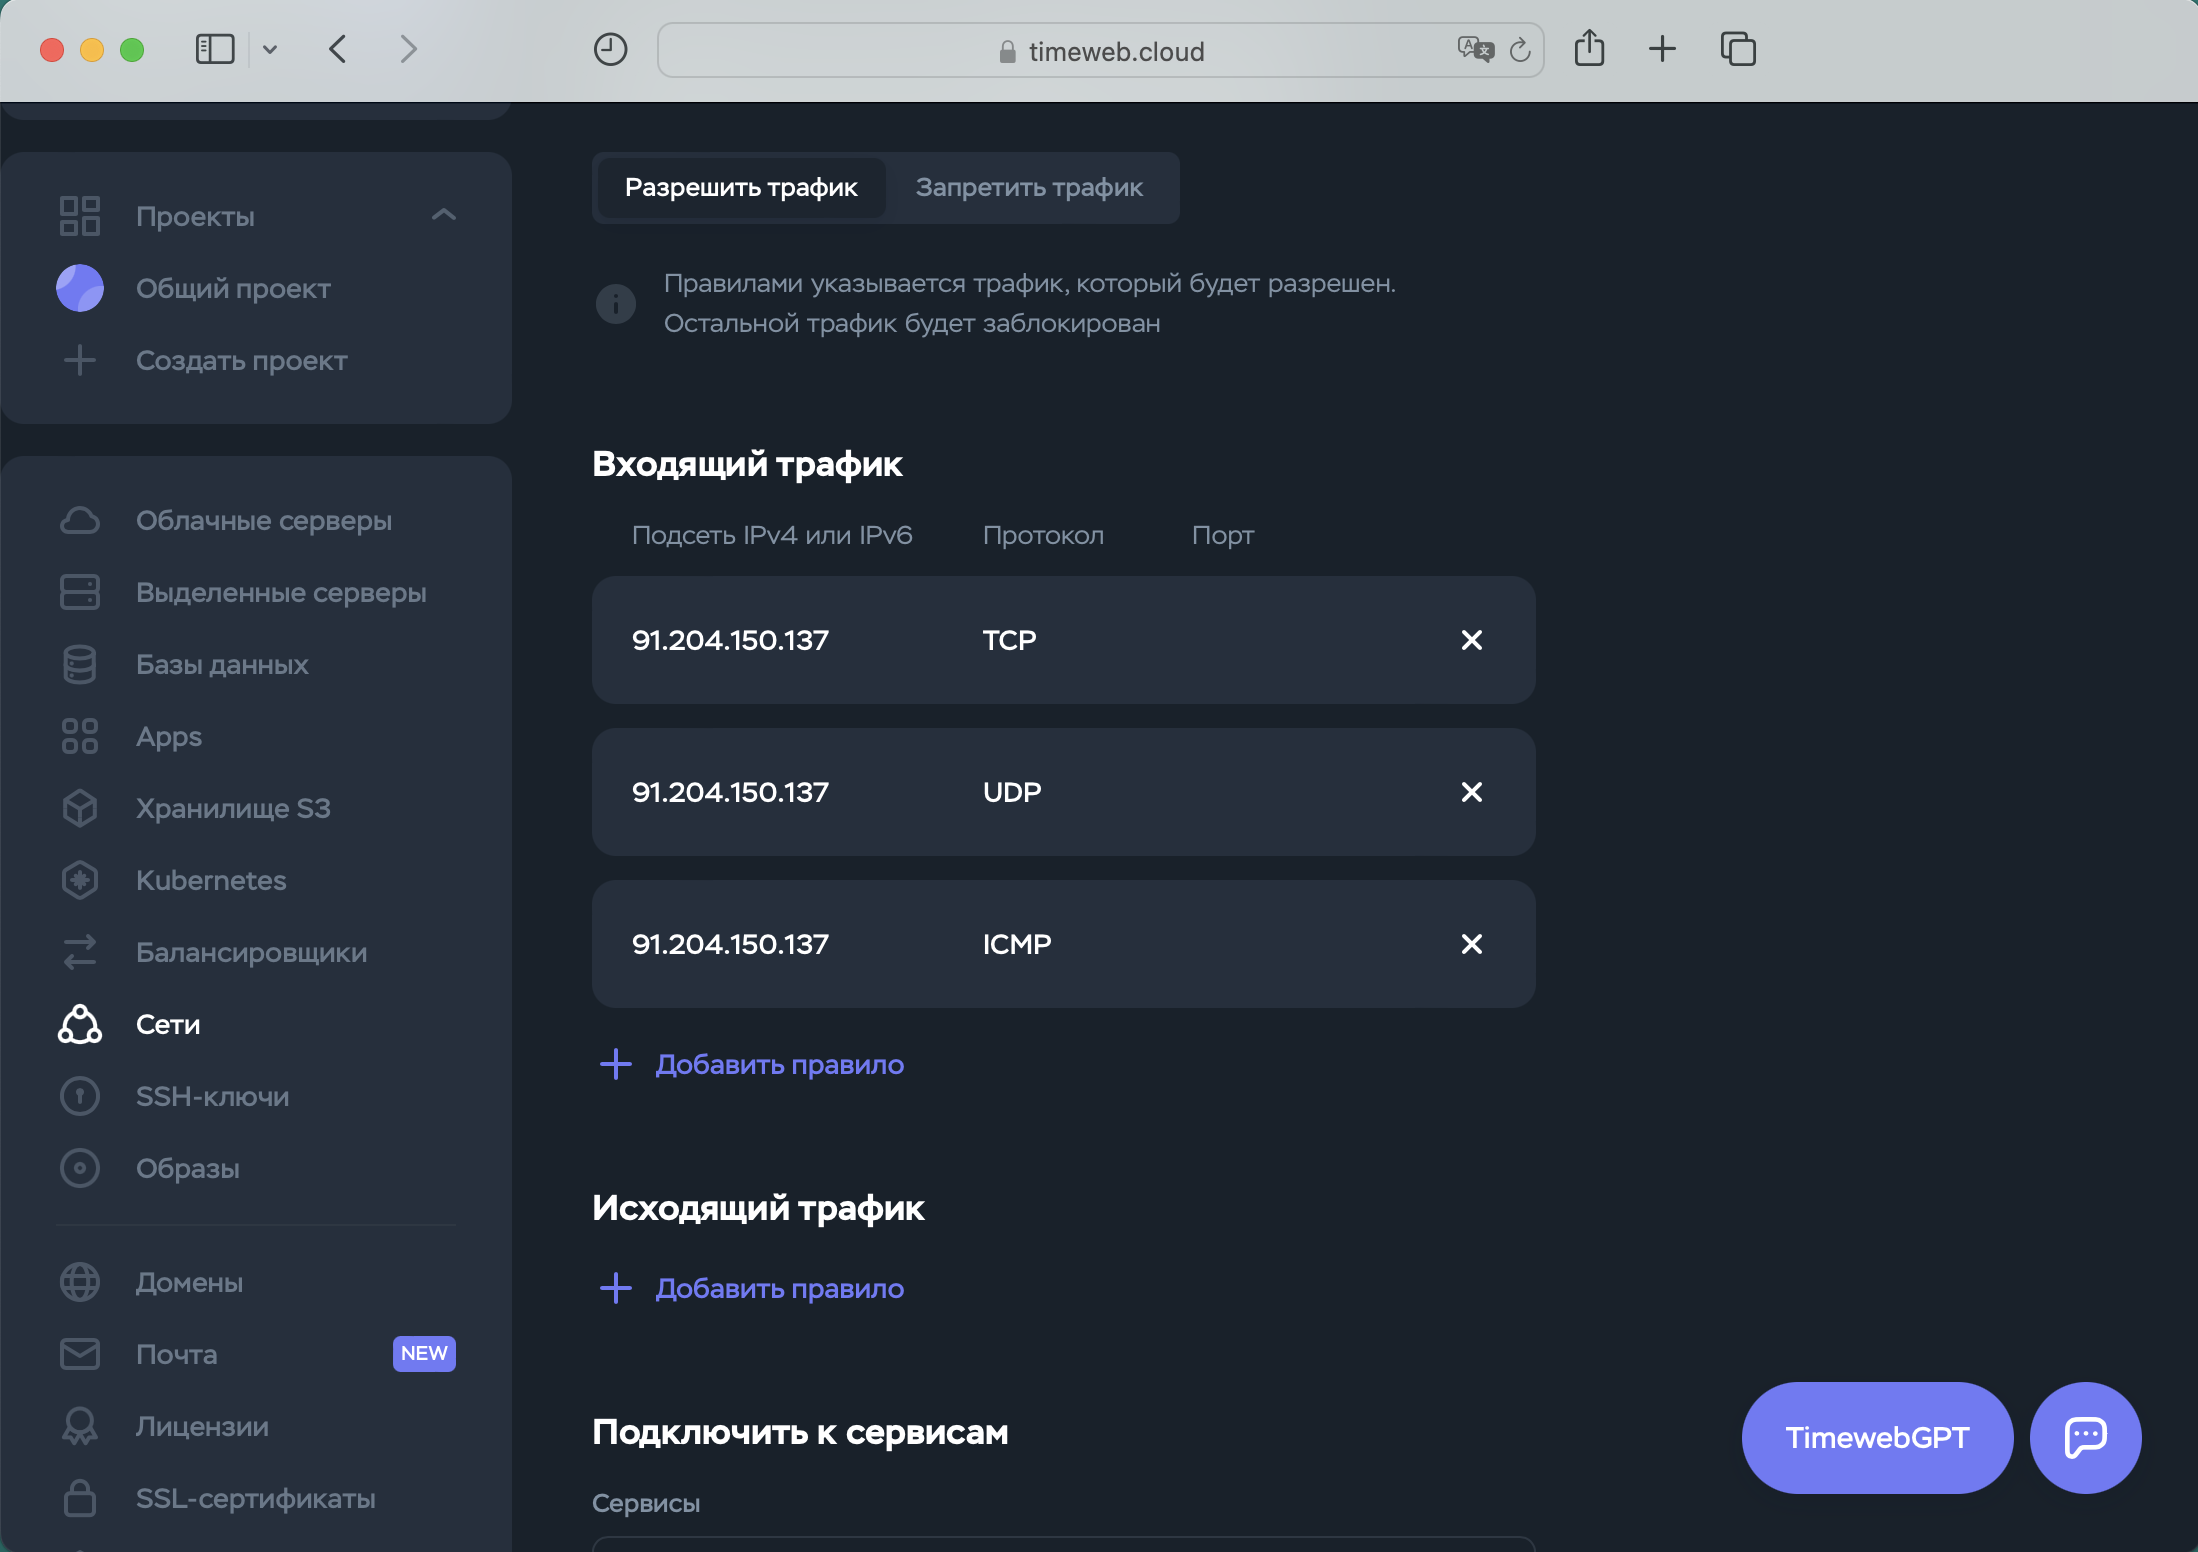 timeweb.cloud
Проекты
Общий проект
Создать проект
Облачные серверы
Выделенные серверы
Базы данных
Apps
Хранилище S3
Kubernetes
Балансировщики
Сети
SSH-ключи
Образы
Домены
Почта
NEW
Лицензии
SSL-сертификаты
Разрешить трафик
Запретить трафик
Правилами указывается трафик, который будет разрешен.
Остальной трафик будет заблокирован
Входящий трафик
Подсеть IPv4 или IPv6 Протокол Порт
91.204.150.137 TCP
91.204.150.137 UDP
91.204.150.137 ICMP
Добавить правило
Исходящий трафик
Добавить правило
Подключить к сервисам
Сервисы
TimewebGPT